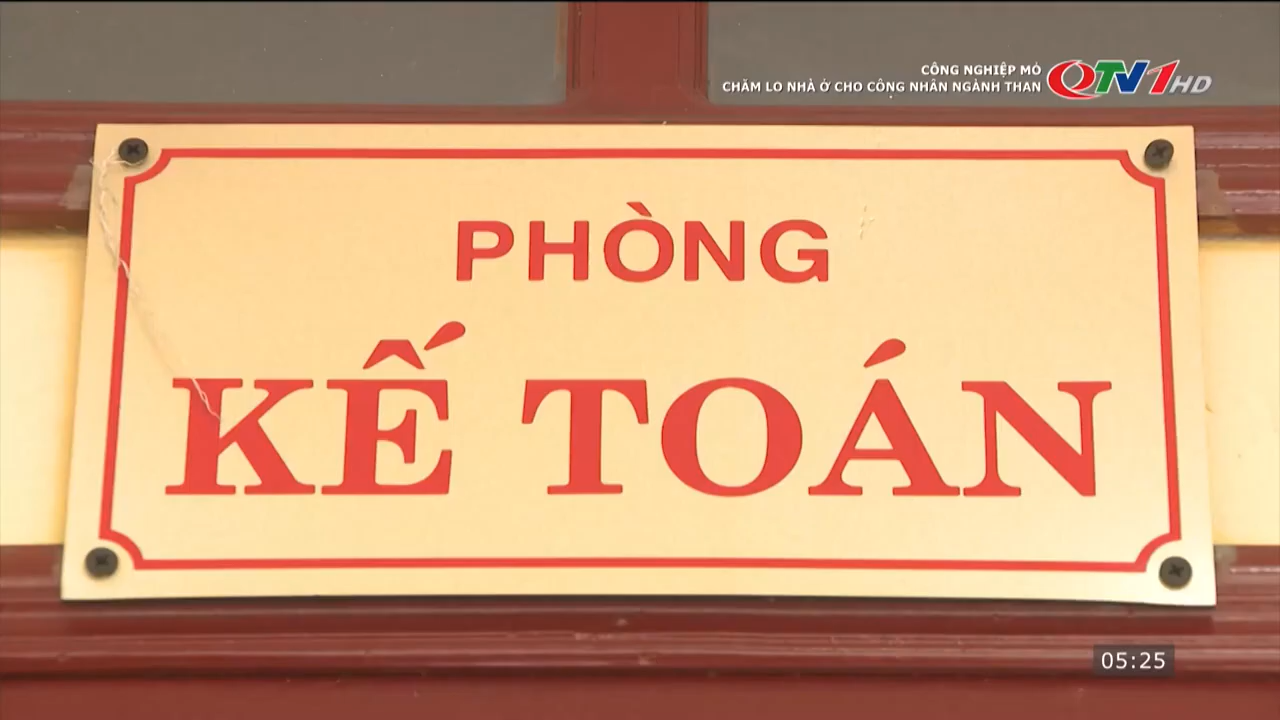 CÔNG NGHIỆP MỎ
CHĂM LO NHÀ Ở CHO CÔNG NHÂN NGÀNH THAN
QTV1HD
PHÒNG
KẾ TOÁN
05:25